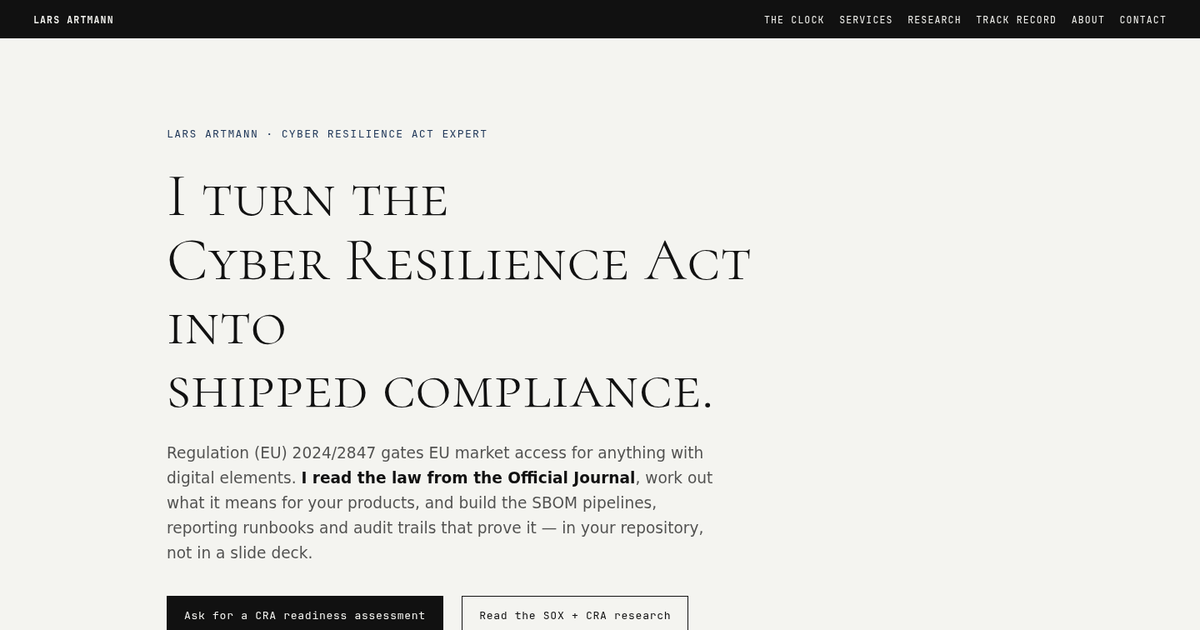 LARS ARTMANN
THE CLOCK SERVICES RESEARCH TRACK RECORD ABOUT CONTACT
LARS ARTMANN · CYBER RESILIENCE ACT EXPERT
I turn the
Cyber Resilience Act
into
shipped compliance.
Regulation (EU) 2024/2847 gates EU market access for anything with
digital elements. I read the law from the Official Journal, work out
what it means for your products, and build the SBOM pipelines,
reporting runbooks and audit trails that prove it — in your repository,
not in a slide deck.
Ask for a CRA readiness assessment
Read the SOX + CRA research